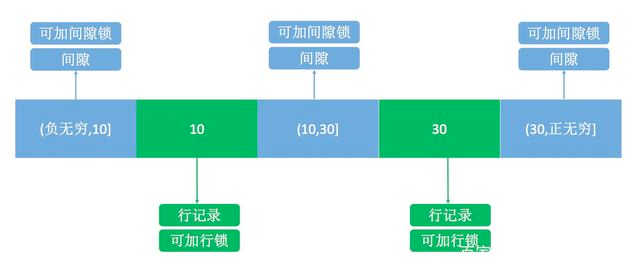 可加间隙锁
间隙
可加间隙锁
间隙
可加间隙锁
间隙
(负无穷,10]
10
(10,30]
30
(30,正无穷]
行记录
可加行锁
行记录
可加行锁